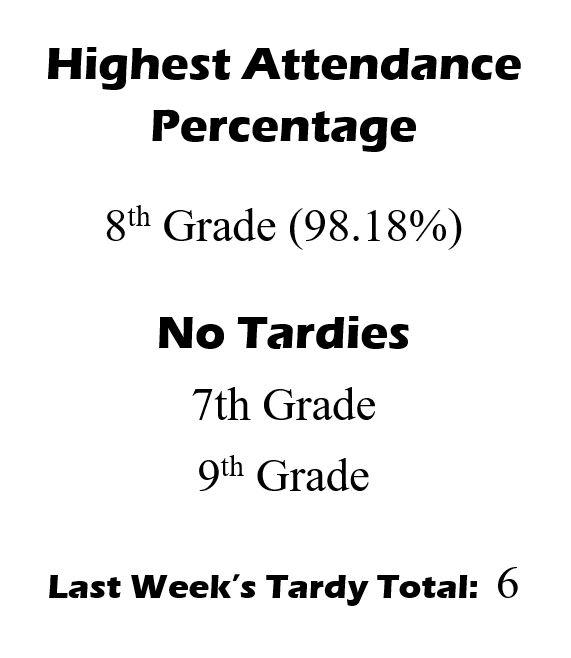 Highest Attendance
Percentage
8th Grade (98.18%)
No Tardies
7th Grade
9th Grade
Last Week's Tardy Total: 6